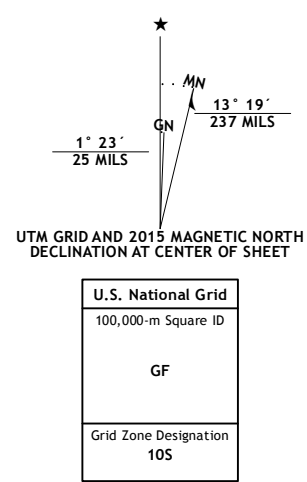 MN
GN
13° 19´
237 MILS
1° 23´
25 MILS
UTM GRID AND 2015 MAGNETIC NORTH
DECLINATION AT CENTER OF SHEET
U.S. National Grid
100,000-m Square ID
GF
Grid Zone Designation
10S